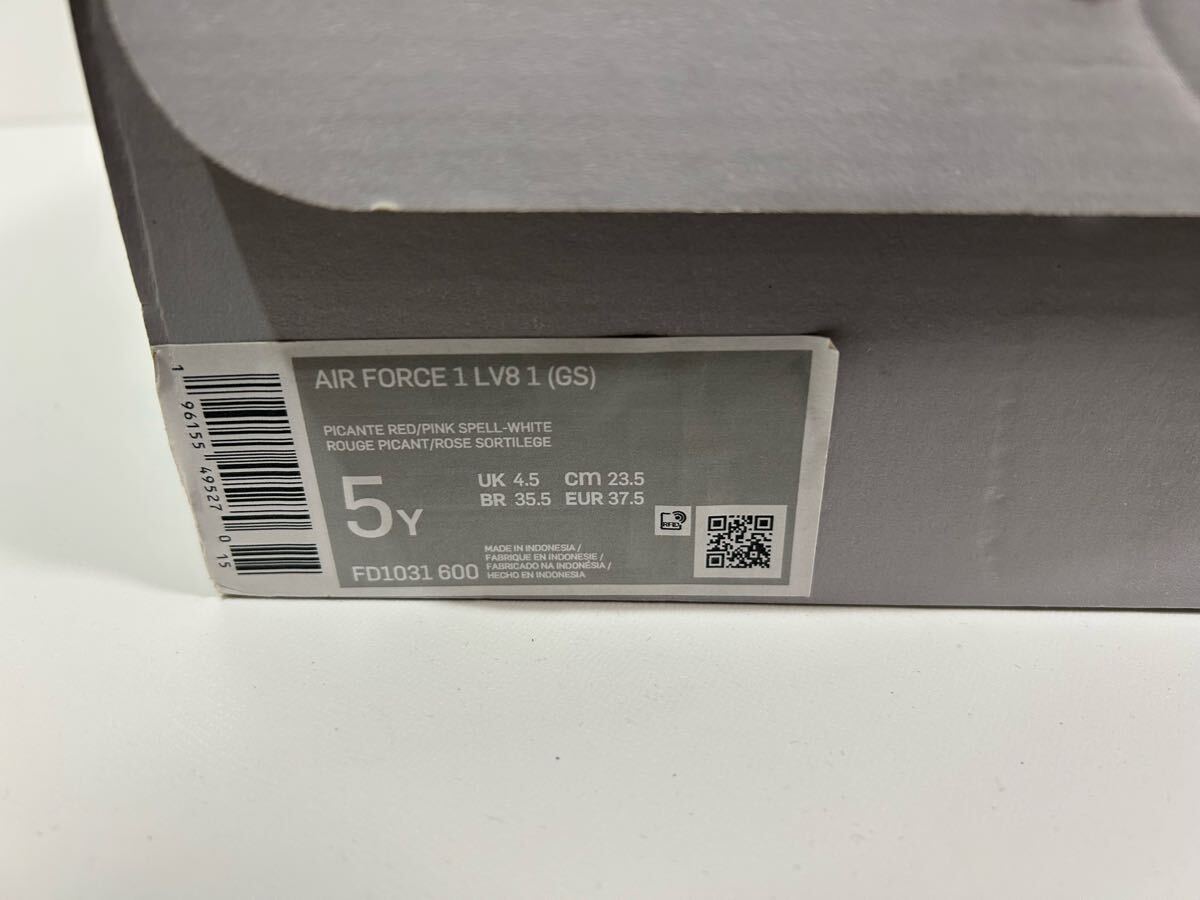 AIR FORCE 1 LV8 1 (GS)
PICANTE RED/PINK SPELL-WHITE
ROUGE PICANT/ROSE SORTILEGE
5Y
UK 4.5 cm 23.5
BR 35.5 EUR 37.5
RFID
FD1031 600
MADE IN INDONESIA /
FABRIQUE EN INDONESIE /
FABRICADO NA INDONÉSIA /
HECHO EN INDONESIA
1 96155 49527 0 15